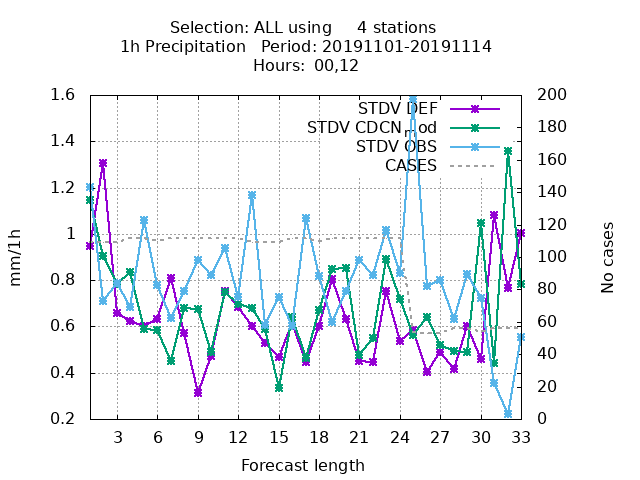 Selection: ALL using     4 stations
1h Precipitation   Period: 20191101-20191114
Hours:  00,12
STDV DEF
STDV CDCN_mod
STDV OBS
CASES
mm/1h
No cases
1.6
1.4
1.2
1
0.8
0.6
0.4
0.2
200
180
160
140
120
100
80
60
40
20
0
3 6 9 12 15 18 21 24 27 30 33
Forecast length